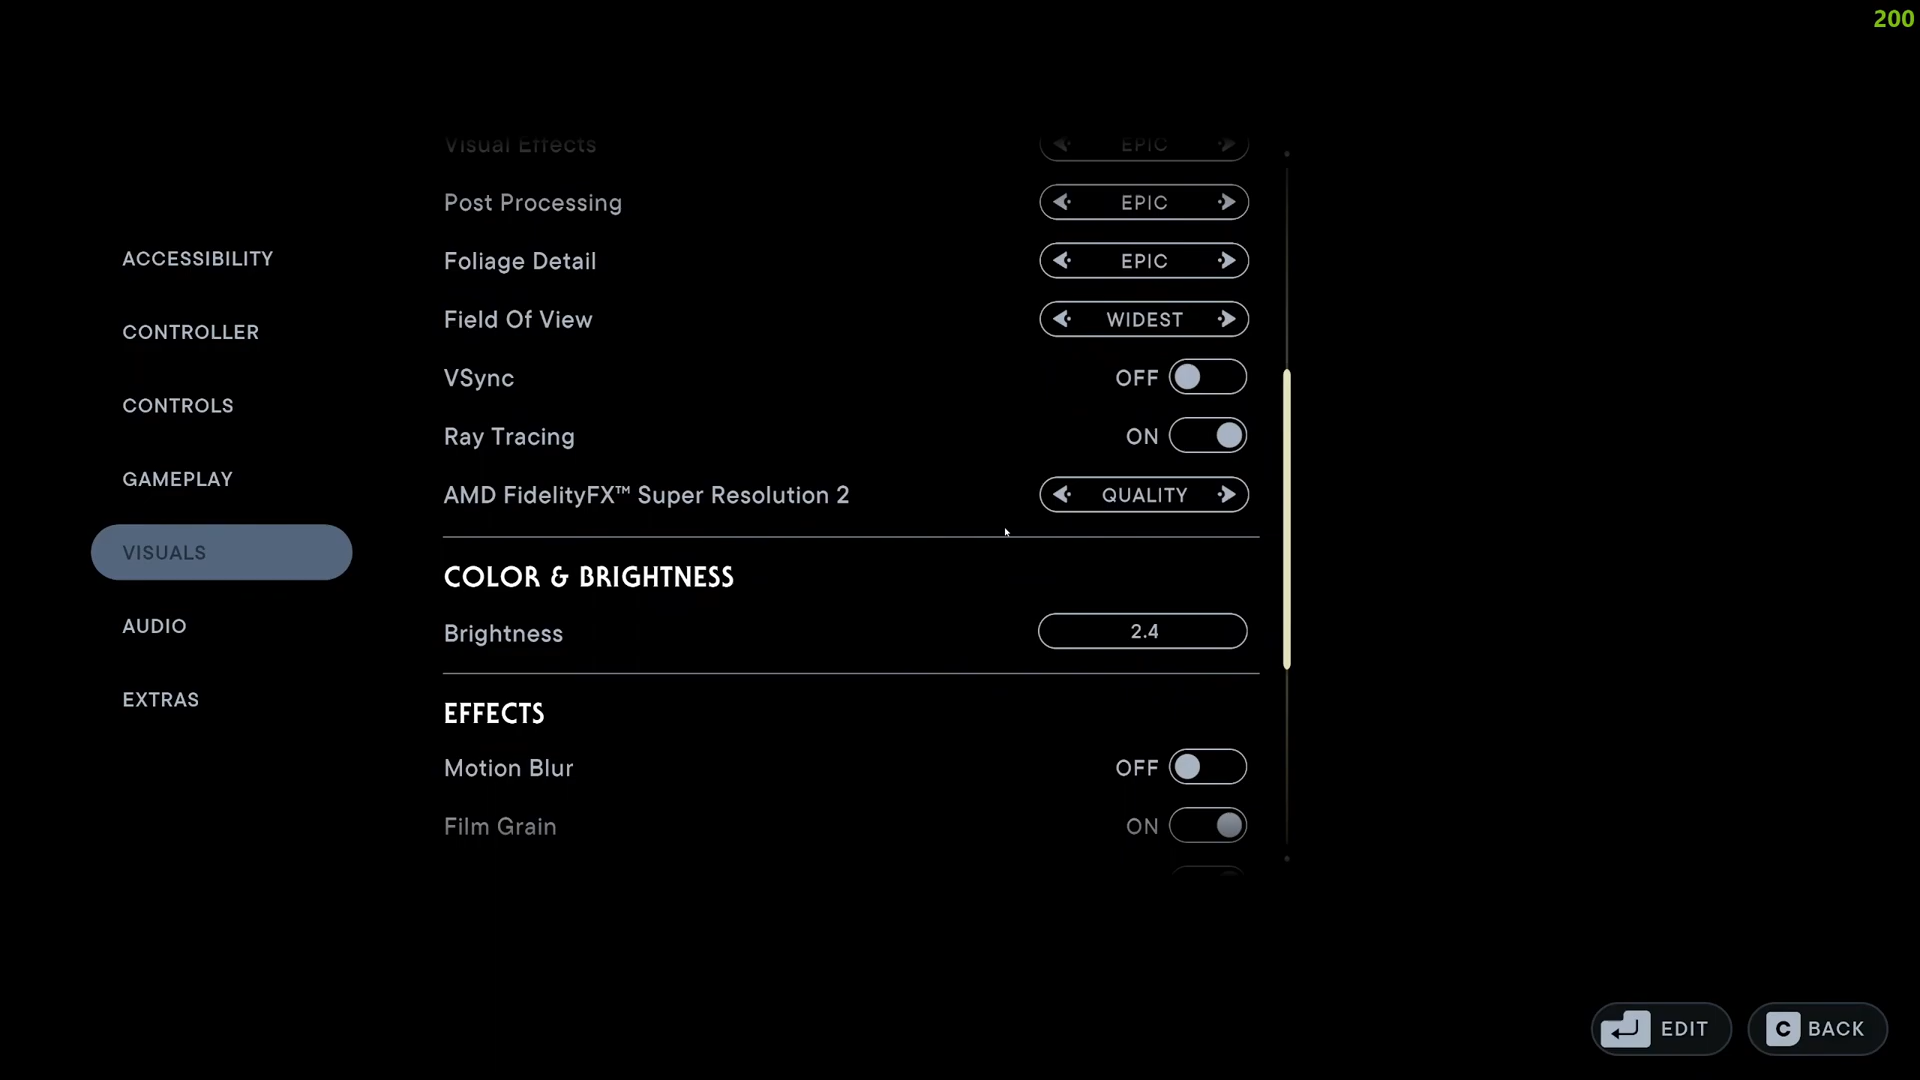 200
Visual Effects
EPIC
Post Processing
EPIC
Foliage Detail
EPIC
Field Of View
WIDEST
VSync
OFF
Ray Tracing
ON
AMD FidelityFX™ Super Resolution 2
QUALITY
COLOR & BRIGHTNESS
Brightness
2.4
EFFECTS
Motion Blur
OFF
Film Grain
ON
ACCESSIBILITY
CONTROLLER
CONTROLS
GAMEPLAY
VISUALS
AUDIO
EXTRAS
EDIT
C BACK